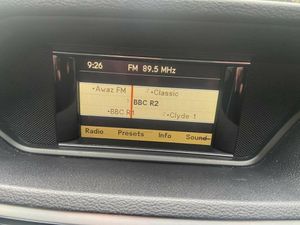 9:26
FM 89.5 MHz
•Awaz FM
•Classic
BBC R2
•BBC R1
•Clyde 1
Radio Presets Info Sound